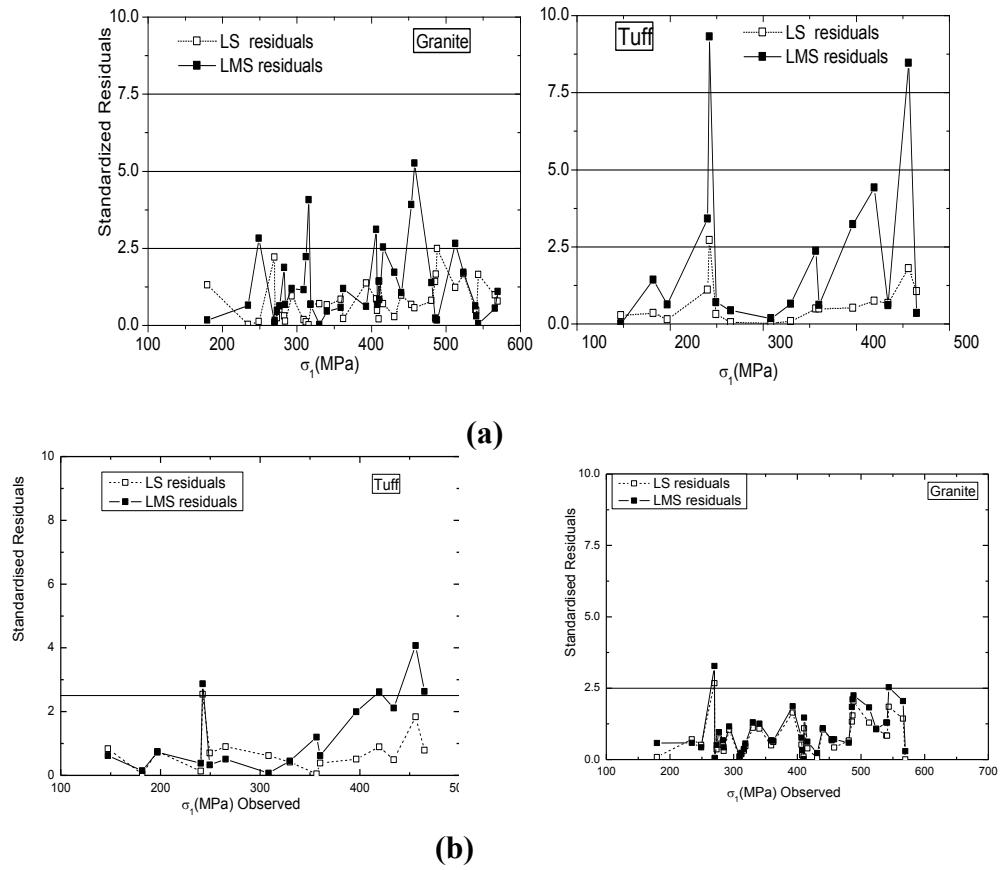 10.0
7.5
5.0
2.5
0.0
Standardized Residuals
LS residuals
LMS residuals
Granite
100 200 300 400 500 600
σ1(MPa)
10.0
7.5
5.0
2.5
0.0
Tuff
LS residuals
LMS residuals
100 200 300 400 500
σ1(MPa)
(a)
10
8
6
4
2
0
Standardised Residuals
100 200 300 400 50
LS residuals
LMS residuals
Tuff
σ1(MPa) Observed
10.0
7.5
5.0
2.5
0.0
Standardised Residuals
LS residuals
LMS residuals
Granite
100 200 300 400 500 600 700
σ1(MPa) Observed
(b)